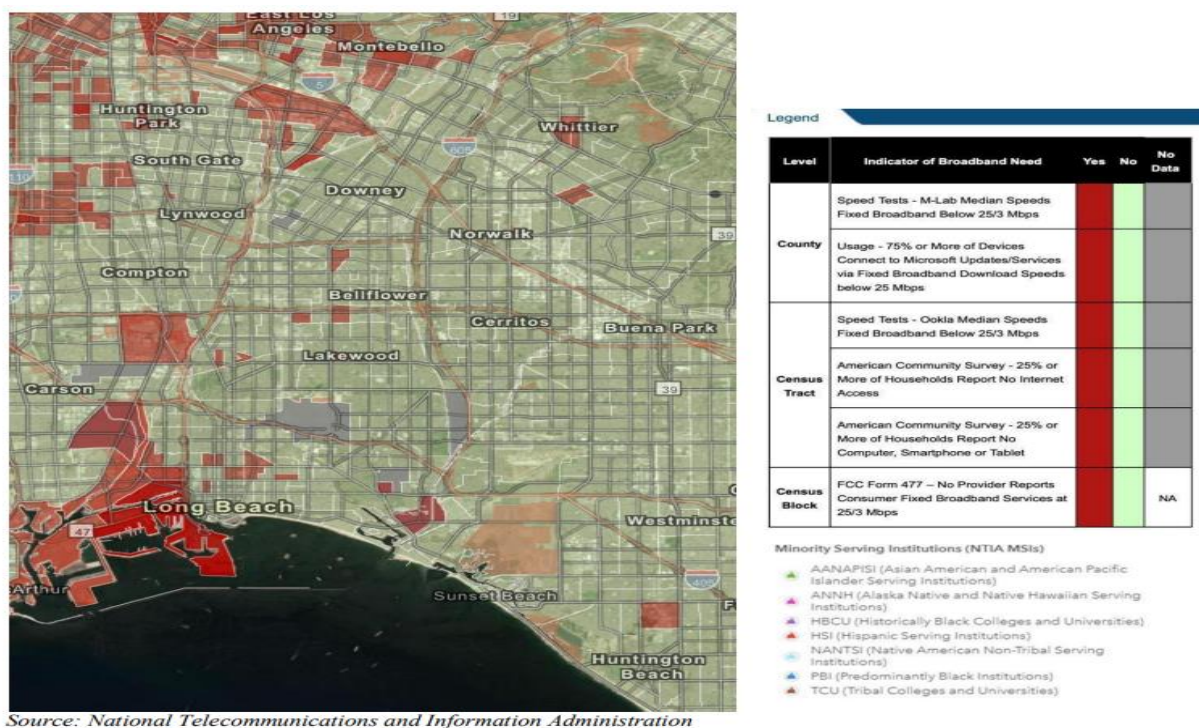 East Los
Angeles
19
Montebello
5
Huntington
Park
Whittier
605
South Gate
110
Downey
Lynwood
Norwalk
39
Compton
Bellflower
Cerritos
Buena Park
Lakewood
Carson
39
Long Beach
47
Westminste
405
Arthur
Sunset Beach
Huntington
Beach
Source: National Telecommunications and Information Administration
Legend
Level Indicator of Broadband Need Yes No No Data
County
Speed Tests - M-Lab Median Speeds
Fixed Broadband Below 25/3 Mbps
Usage - 75% or More of Devices
Connect to Microsoft Updates/Services
via Fixed Broadband Download Speeds
below 25 Mbps
Census
Tract
Speed Tests - Ookla Median Speeds
Fixed Broadband Below 25/3 Mbps
American Community Survey - 25% or
More of Households Report No Internet
Access
American Community Survey - 25% or
More of Households Report No
Computer, Smartphone or Tablet
Census
Block
FCC Form 477 – No Provider Reports
Consumer Fixed Broadband Services at
25/3 Mbps
NA
Minority Serving Institutions (NTIA MSIs)
AANAPISI (Asian American and American Pacific
Islander Serving Institutions)
ANNH (Alaska Native and Native Hawaiian Serving
Institutions)
HBCU (Historically Black Colleges and Universities)
HSI (Hispanic Serving Institutions)
NANTSI (Native American Non-Tribal Serving
Institutions)
PBI (Predominantly Black Institutions)
TCU (Tribal Colleges and Universities)